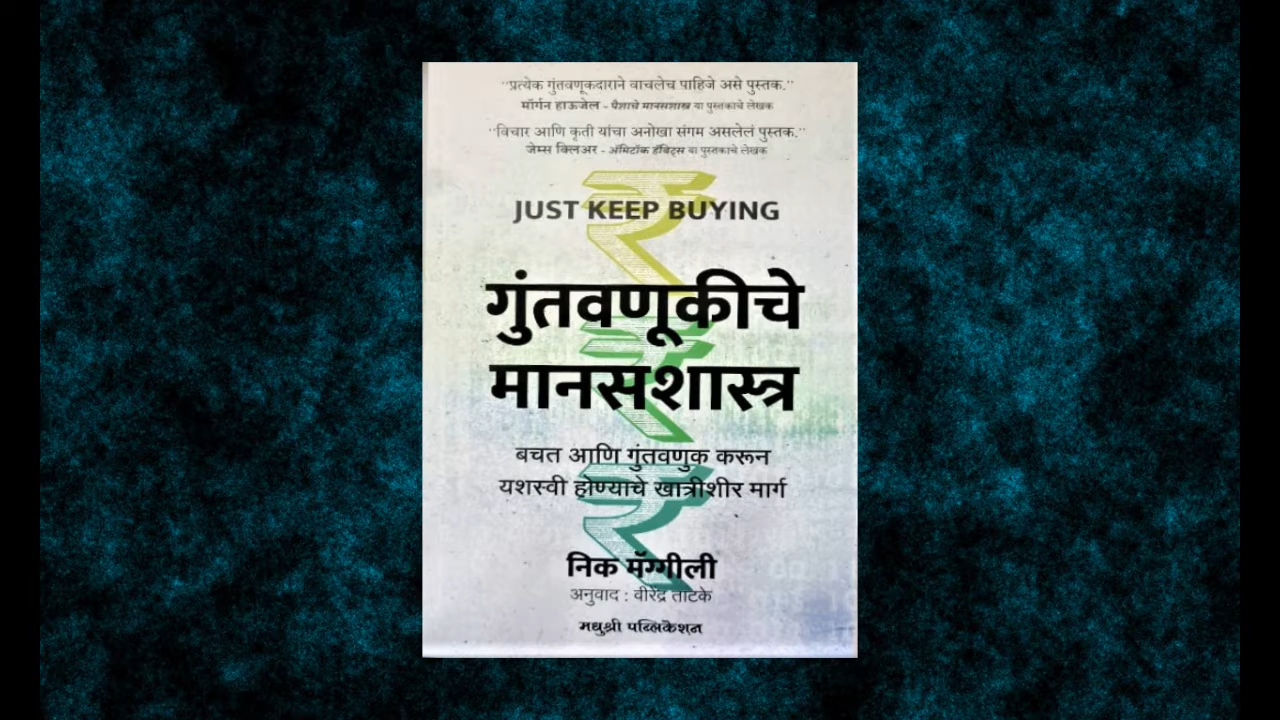 "प्रत्येक गुंतवणूकदाराने वाचलेच पाहिजे असे पुस्तक."
मॉर्गन हाऊजेल - पैशाचे मानसशास्त्र या पुस्तकाचे लेखक
"विचार आणि कृती यांचा अनोखा संगम असलेलं पुस्तक."
जेम्स क्लिअर - ॲमिटॉक हॅबिट्स या पुस्तकाचे लेखक
JUST KEEP BUYING
गुंतवणूकीचे
मानसशास्त्र
बचत आणि गुंतवणुक करून
यशस्वी होण्याचे खात्रीशीर मार्ग
निक मॅग्गीली
अनुवाद : वीरेंद्र ताटके
मधुश्री पब्लिकेशन